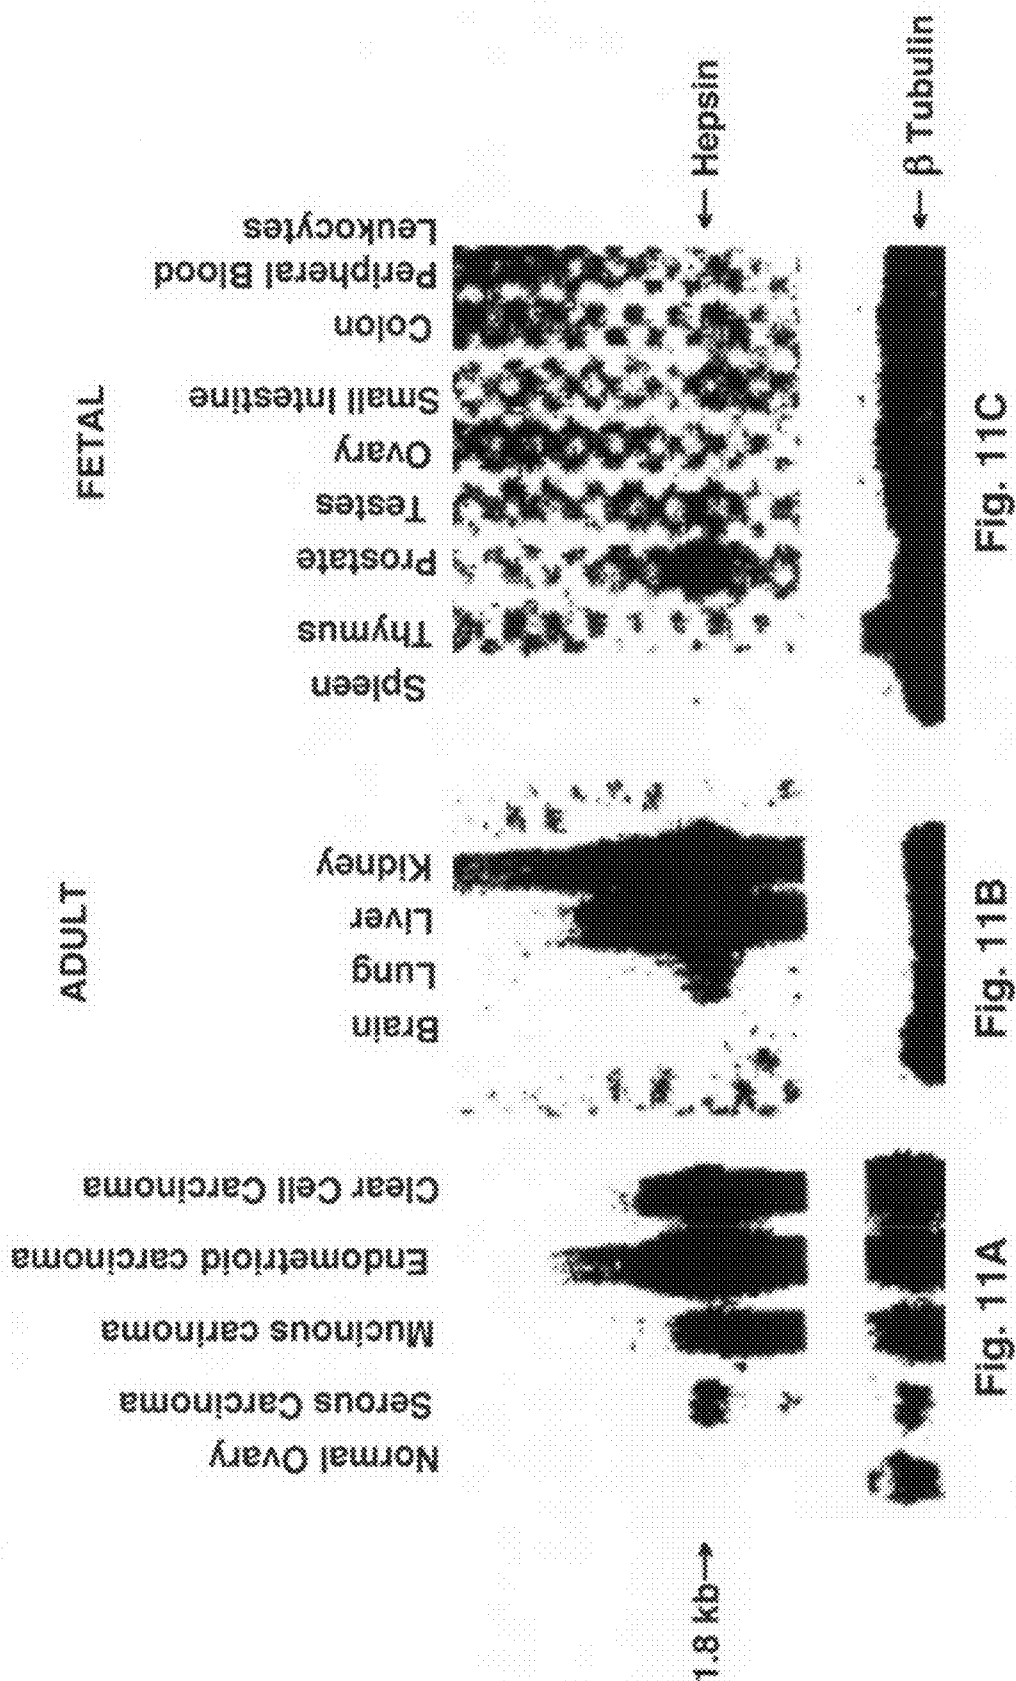 ADULT
FETAL
Normal Ovary
Serous Carcinoma
Mucinous carinoma
Endometrioid carcinoma
Clear Cell Carcinoma
Brain
Lung
Liver
Kidney
Spleen
Thymus
Prostate
Testes
Ovary
Small Intestine
Colon
Peripheral Blood
Leukocytes
1.8 kb→
← Hepsin
← β Tubulin
Fig. 11A
Fig. 11B
Fig. 11C